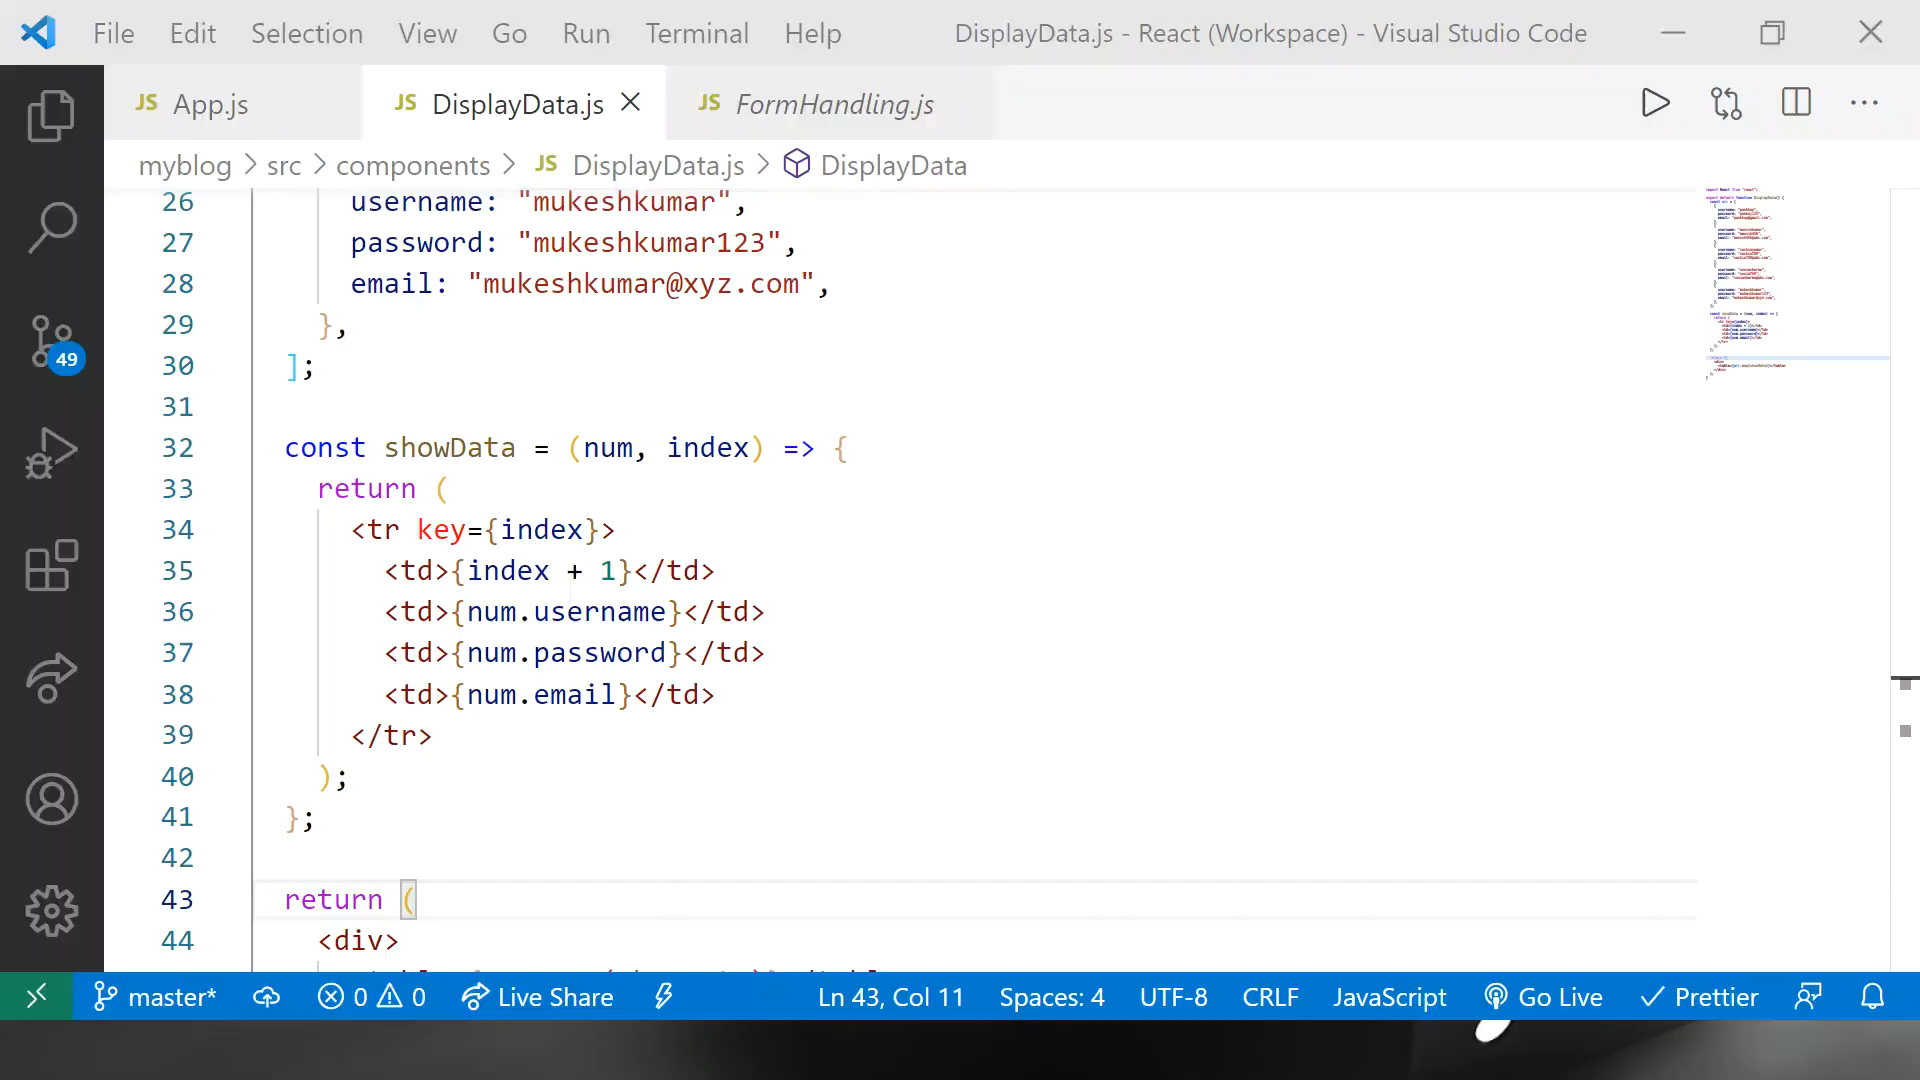 File Edit Selection View Go Run Terminal Help DisplayData.js - React (Workspace) - Visual Studio Code
JS App.js JS DisplayData.js JS FormHandling.js
myblog > src > components > JS DisplayData.js > DisplayData
26 username: "mukeshkumar",
27 password: "mukeshkumar123",
28 email: "mukeshkumar@xyz.com",
29 },
30 ];
31
32 const showData = (num, index) => {
33 return (
34 <tr key={index}>
35 <td>{index + 1}</td>
36 <td>{num.username}</td>
37 <td>{num.password}</td>
38 <td>{num.email}</td>
39 </tr>
40 );
41 };
42
43 return (
44 <div>
49
master* 0 0 Live Share Ln 43, Col 11 Spaces: 4 UTF-8 CRLF JavaScript Go Live Prettier